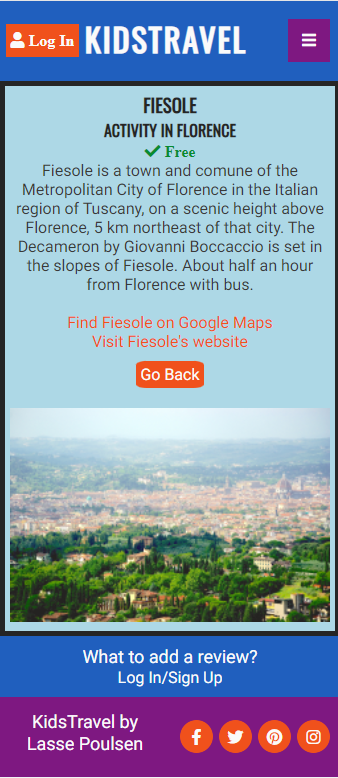 Log In KIDSTRAVEL
FIESOLE
ACTIVITY IN FLORENCE
Free
Fiesole is a town and comune of the
Metropolitan City of Florence in the Italian
region of Tuscany, on a scenic height above
Florence, 5 km northeast of that city. The
Decameron by Giovanni Boccaccio is set in
the slopes of Fiesole. About half an hour
from Florence with bus.
Find Fiesole on Google Maps
Visit Fiesole's website
Go Back
What to add a review?
Log In/Sign Up
KidsTravel by
Lasse Poulsen